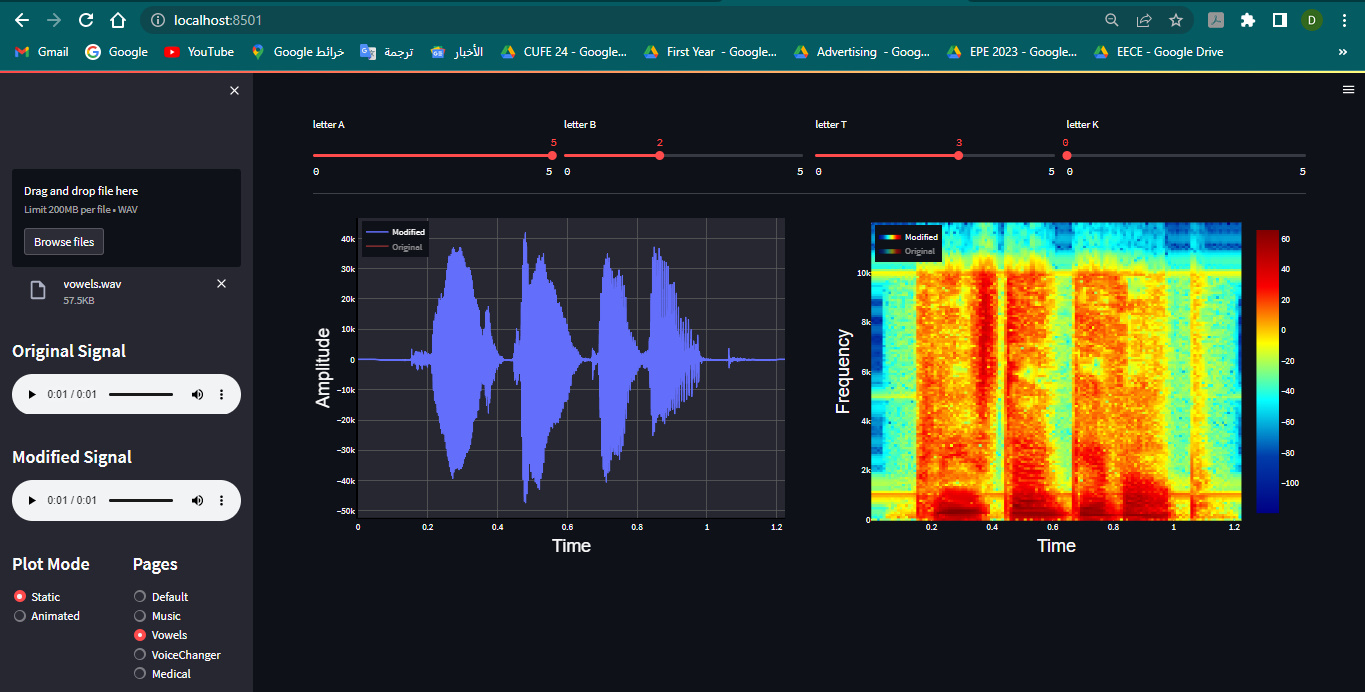 localhost:8501
D
Gmail Google YouTube خرائط Google ترجمة الأخبار CUFE 24 - Google... First Year - Google... Advertising - Goog... EPE 2023 - Google... EECE - Google Drive »
Drag and drop file here
Limit 200MB per file • WAV
Browse files
vowels.wav
57.5KB
Original Signal
0:01 / 0:01
Modified Signal
0:01 / 0:01
Plot Mode
Static
Animated
Pages
Default
Music
Vowels
VoiceChanger
Medical
letter A
5
0 5
letter B
2
0 5
letter T
3
0 5
letter K
0
0 5
Modified
Original
Amplitude
40k
30k
20k
10k
0
−10k
−20k
−30k
−40k
−50k
0 0.2 0.4 0.6 0.8 1 1.2
Time
Modified
Original
Frequency
10k
8k
6k
4k
2k
0
0.2 0.4 0.6 0.8 1 1.2
Time
60
40
20
0
−20
−40
−60
−80
−100